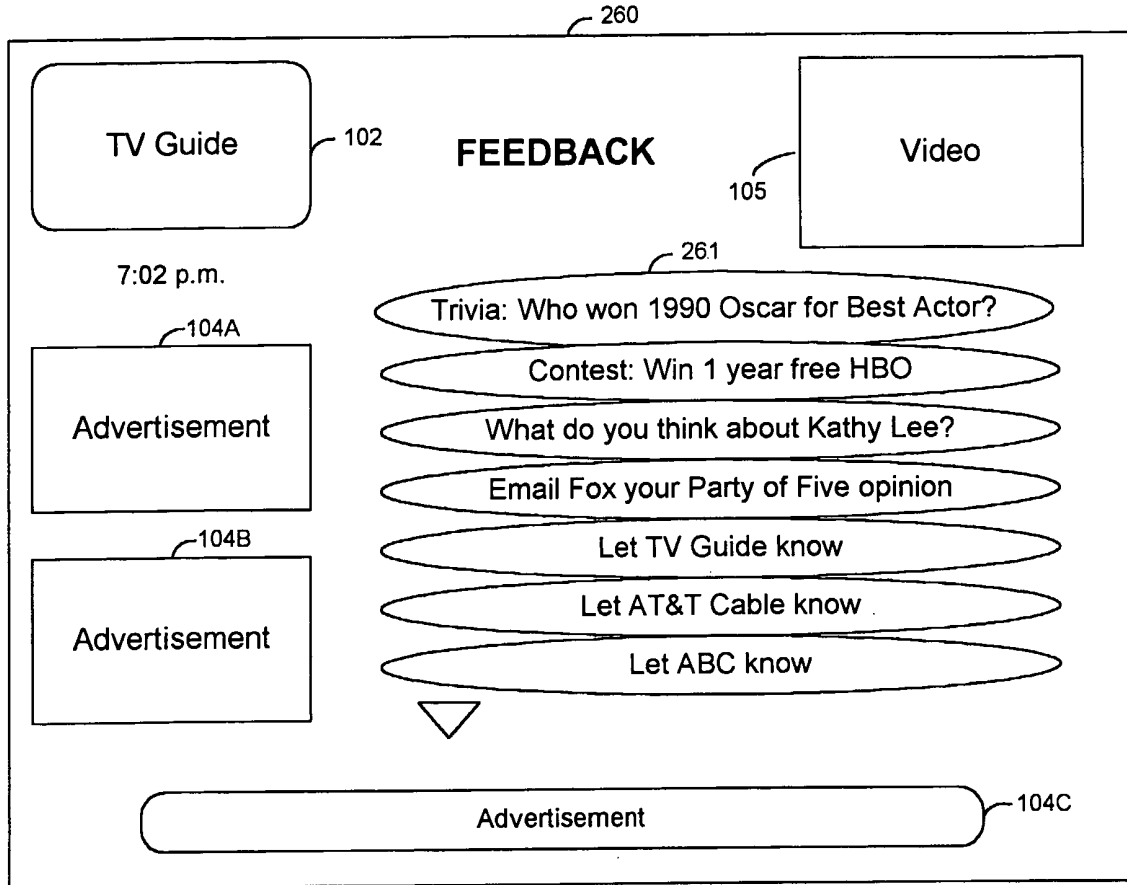 260
TV Guide
102
FEEDBACK
105
Video
7:02 p.m.
261
Trivia: Who won 1990 Oscar for Best Actor?
104A
Advertisement
Contest: Win 1 year free HBO
What do you think about Kathy Lee?
Email Fox your Party of Five opinion
104B
Advertisement
Let TV Guide know
Let AT&T Cable know
Let ABC know
Advertisement
104C